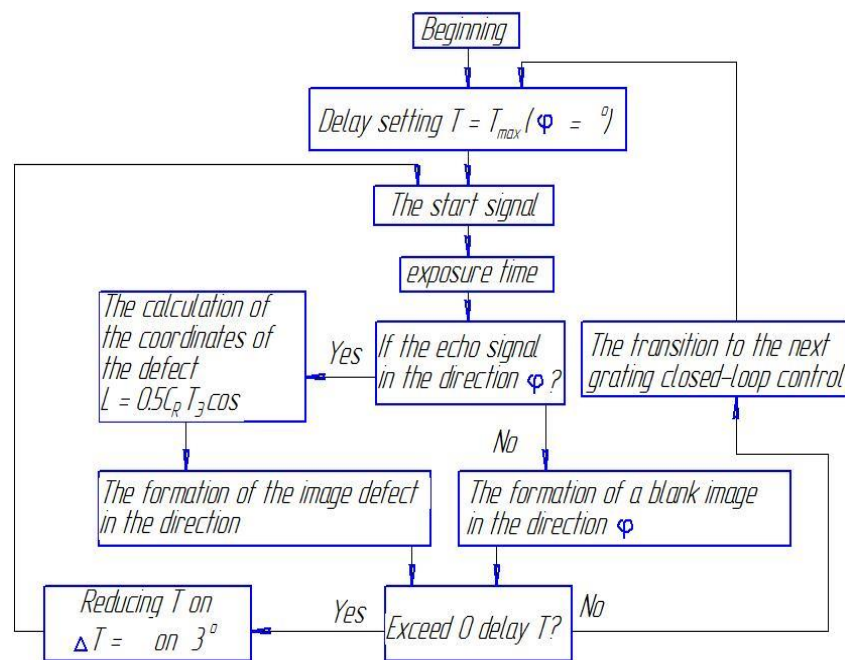 Beginning
Delay setting T = Tmax ( φ = °)
The start signal
exposure time
The calculation of
the coordinates of
the defect
L = 0.5CR T3 cos
Yes
If the echo signal
in the direction φ ?
The transition to the next
grating closed-loop control
No
The formation of the image defect
in the direction
The formation of a blank image
in the direction φ
Reducing T on
Δ T = on 3°
Yes
Exceed 0 delay T?
No